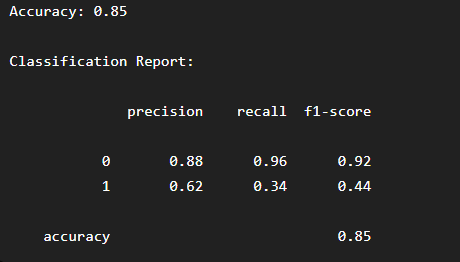 Accuracy: 0.85
Classification Report:
precision recall f1-score
0 0.88 0.96 0.92
1 0.62 0.34 0.44
accuracy 0.85